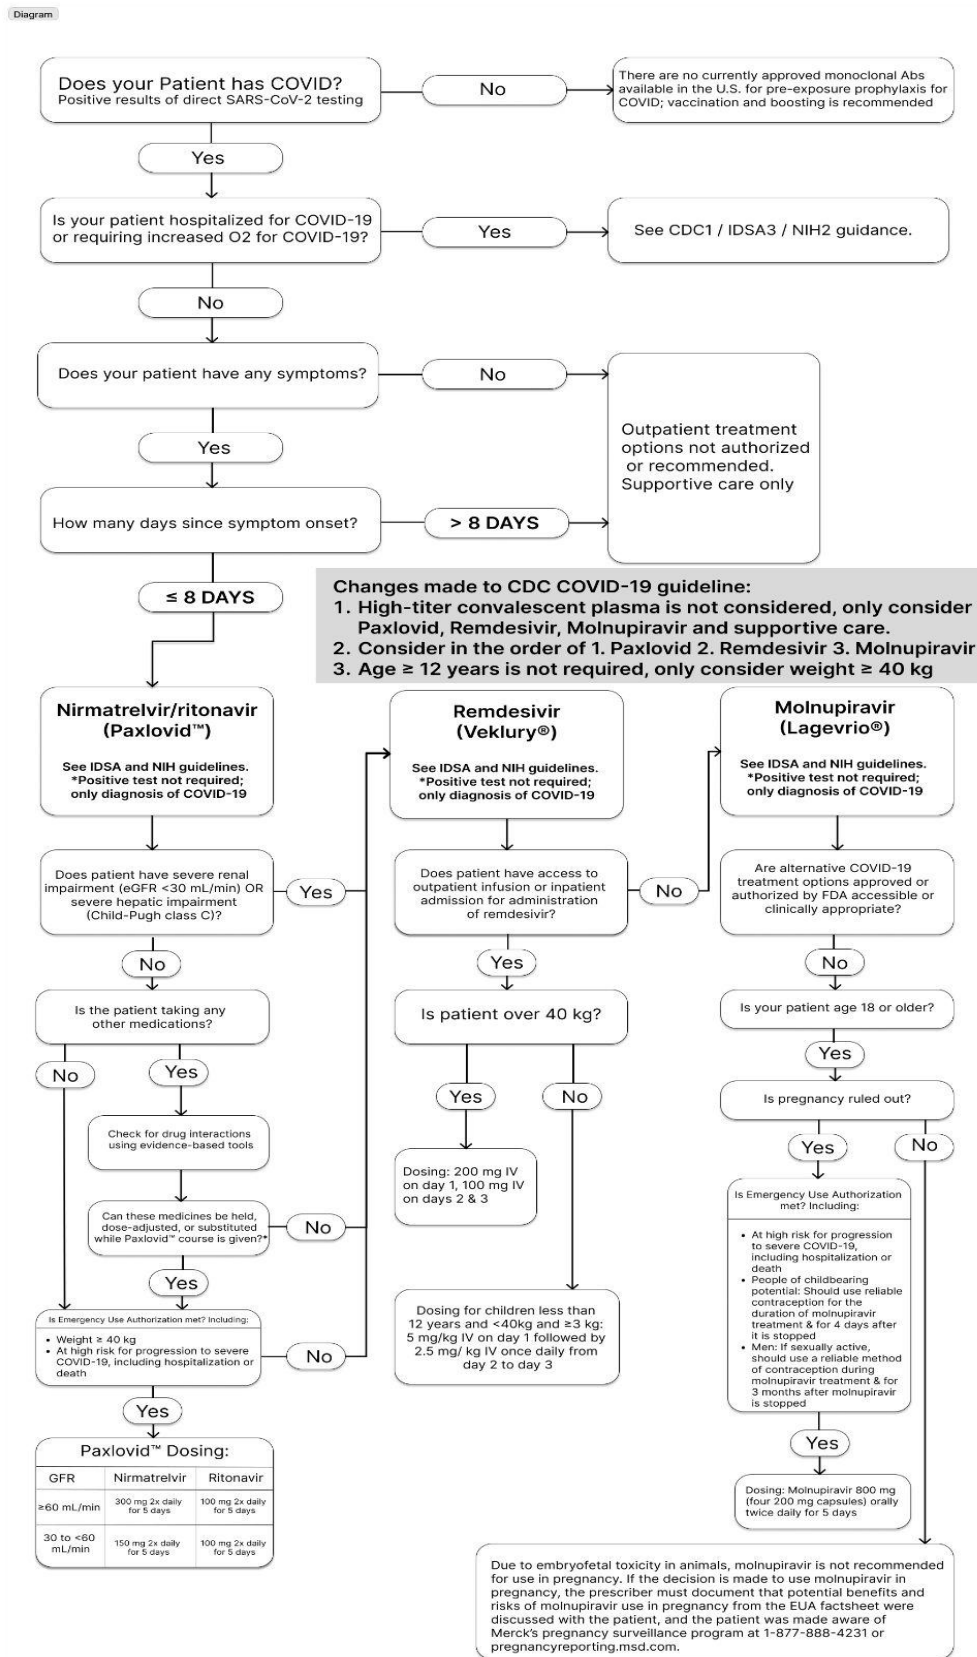 Diagram
Does your Patient has COVID?
Positive results of direct SARS-CoV-2 testing
No
There are no currently approved monoclonal Abs
available in the U.S. for pre-exposure prophylaxis for
COVID; vaccination and boosting is recommended
Yes
Is your patient hospitalized for COVID-19
or requiring increased O2 for COVID-19?
Yes
See CDC1 / IDSA3 / NIH2 guidance.
No
Does your patient have any symptoms?
No
Outpatient treatment
options not authorized
or recommended.
Supportive care only
Yes
How many days since symptom onset?
> 8 DAYS
≤ 8 DAYS
Changes made to CDC COVID-19 guideline:
1. High-titer convalescent plasma is not considered, only consider
Paxlovid, Remdesivir, Molnupiravir and supportive care.
2. Consider in the order of 1. Paxlovid 2. Remdesivir 3. Molnupiravir
3. Age ≥ 12 years is not required, only consider weight ≥ 40 kg
Nirmatrelvir/ritonavir
(Paxlovid™)
See IDSA and NIH guidelines.
*Positive test not required;
only diagnosis of COVID-19
Does patient have severe renal
impairment (eGFR <30 mL/min) OR
severe hepatic impairment
(Child-Pugh class C)?
Yes
No
Is the patient taking any
other medications?
No
Yes
Check for drug interactions
using evidence-based tools
Can these medicines be held,
dose-adjusted, or substituted
while Paxlovid™ course is given?*
No
Yes
Is Emergency Use Authorization met? Including:
• Weight ≥ 40 kg
• At high risk for progression to severe
COVID-19, including hospitalization or
death
No
Yes
Paxlovid™ Dosing:
GFR Nirmatrelvir Ritonavir
≥60 mL/min 300 mg 2x daily for 5 days 100 mg 2x daily for 5 days
30 to <60 mL/min 150 mg 2x daily for 5 days 100 mg 2x daily for 5 days
Remdesivir
(Veklury®)
See IDSA and NIH guidelines.
*Positive test not required;
only diagnosis of COVID-19
Does patient have access to
outpatient infusion or inpatient
admission for administration
of remdesivir?
No
Yes
Is patient over 40 kg?
Yes
No
Dosing: 200 mg IV
on day 1, 100 mg IV
on days 2 & 3
Dosing for children less than
12 years and <40kg and ≥3 kg:
5 mg/kg IV on day 1 followed by
2.5 mg/ kg IV once daily from
day 2 to day 3
Molnupiravir
(Lagevrio®)
See IDSA and NIH guidelines.
*Positive test not required;
only diagnosis of COVID-19
Are alternative COVID-19
treatment options approved or
authorized by FDA accessible or
clinically appropriate?
No
Is your patient age 18 or older?
Yes
Is pregnancy ruled out?
Yes
No
Is Emergency Use Authorization
met? Including:
• At high risk for progression
to severe COVID-19,
including hospitalization or
death
• People of childbearing
potential: Should use reliable
contraception for the
duration of molnupiravir
treatment & for 4 days after
it is stopped
• Men: If sexually active,
should use a reliable method
of contraception during
molnupiravir treatment & for
3 months after molnupiravir
is stopped
Yes
Dosing: Molnupiravir 800 mg
(four 200 mg capsules) orally
twice daily for 5 days
Due to embryofetal toxicity in animals, molnupiravir is not recommended
for use in pregnancy. If the decision is made to use molnupiravir in
pregnancy, the prescriber must document that potential benefits and
risks of molnupiravir use in pregnancy from the EUA factsheet were
discussed with the patient, and the patient was made aware of
Merck's pregnancy surveillance program at 1-877-888-4231 or
pregnancyreporting.msd.com.